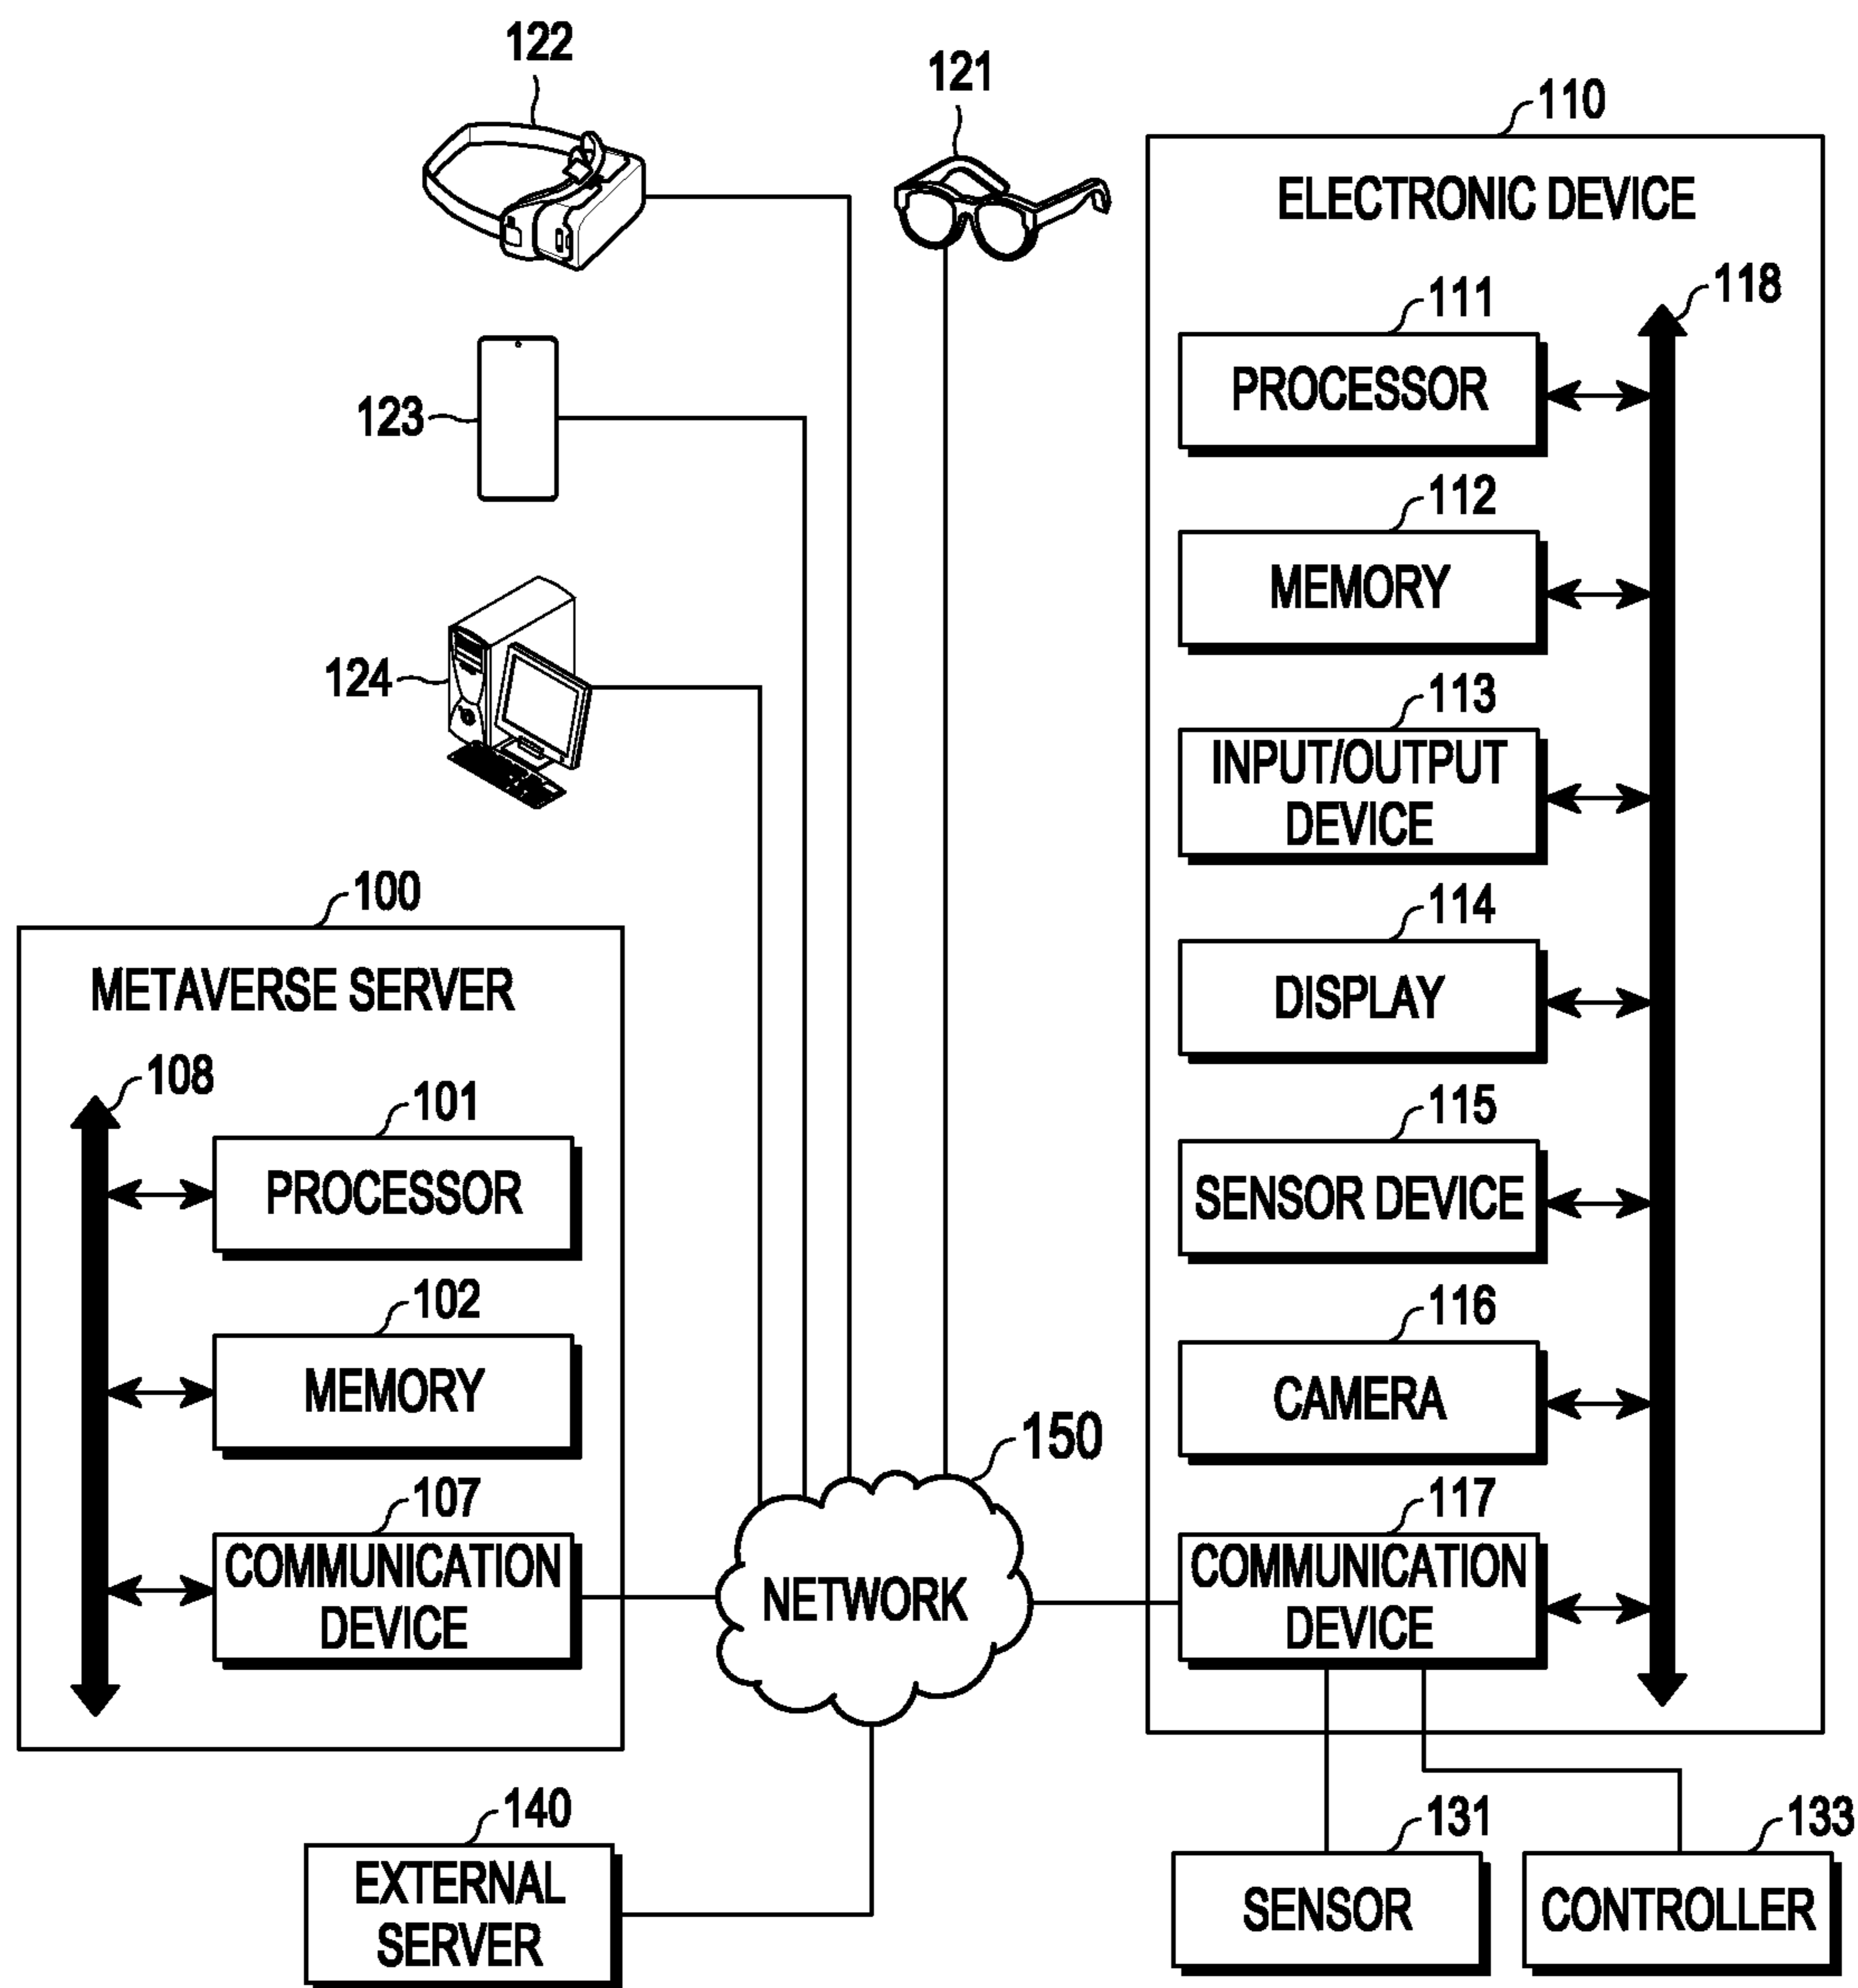 122
121
123
124
110
ELECTRONIC DEVICE
118
111
PROCESSOR
112
MEMORY
113
INPUT/OUTPUT
DEVICE
114
DISPLAY
115
SENSOR DEVICE
116
CAMERA
117
COMMUNICATION
DEVICE
100
METAVERSE SERVER
108
101
PROCESSOR
102
MEMORY
107
COMMUNICATION
DEVICE
150
NETWORK
140
EXTERNAL
SERVER
131
SENSOR
133
CONTROLLER